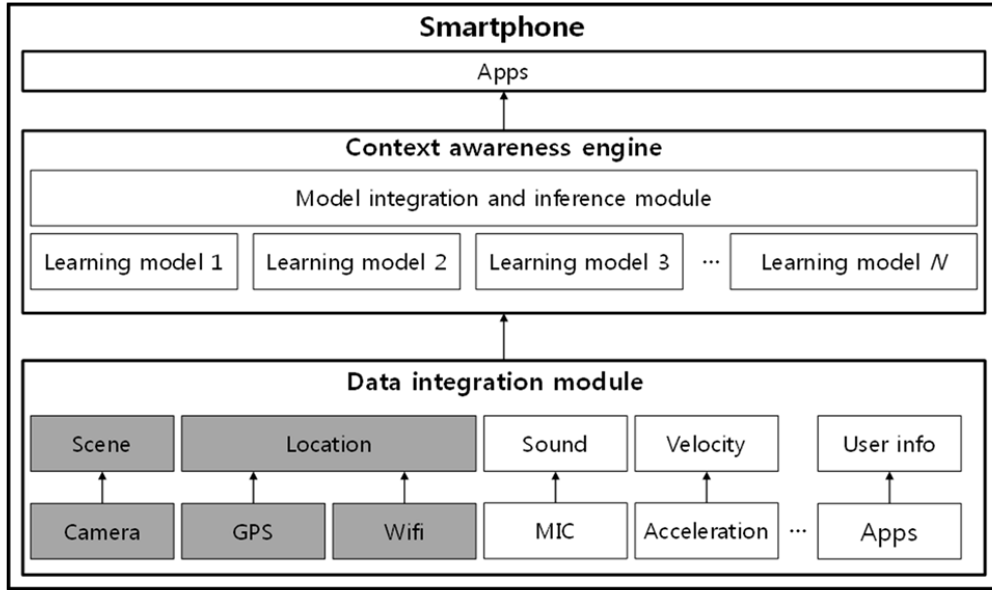 Smartphone
Apps
Context awareness engine
Model integration and inference module
Learning model 1 Learning model 2 Learning model 3 ... Learning model N
Data integration module
Scene Location Sound Velocity User info
Camera GPS Wifi MIC Acceleration ... Apps